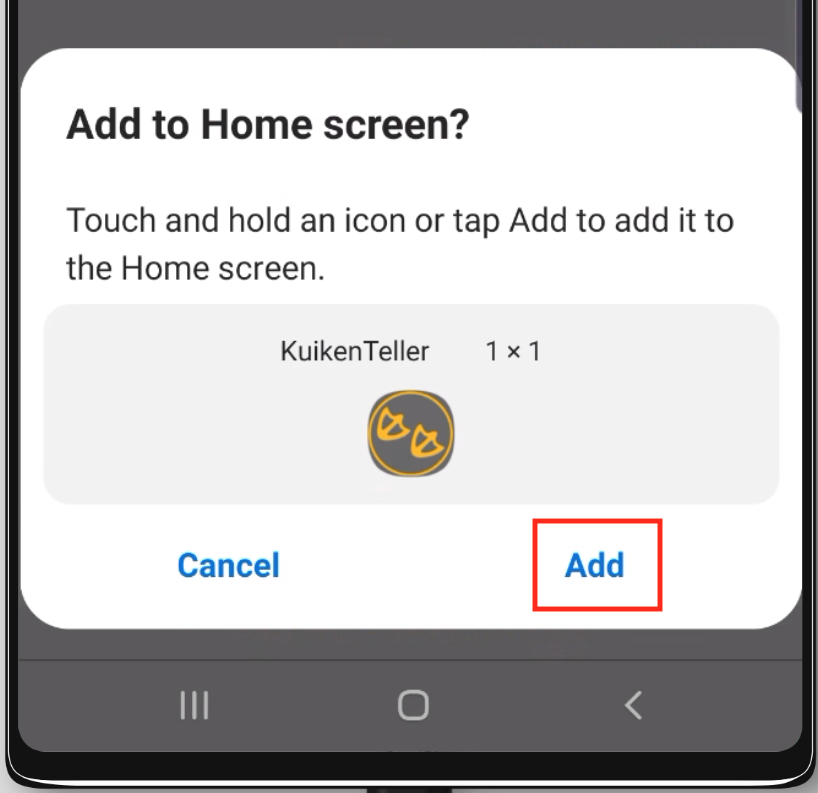 Add to Home screen?
Touch and hold an icon or tap Add to add it to
the Home screen.
KuikenTeller 1 × 1
Cancel Add